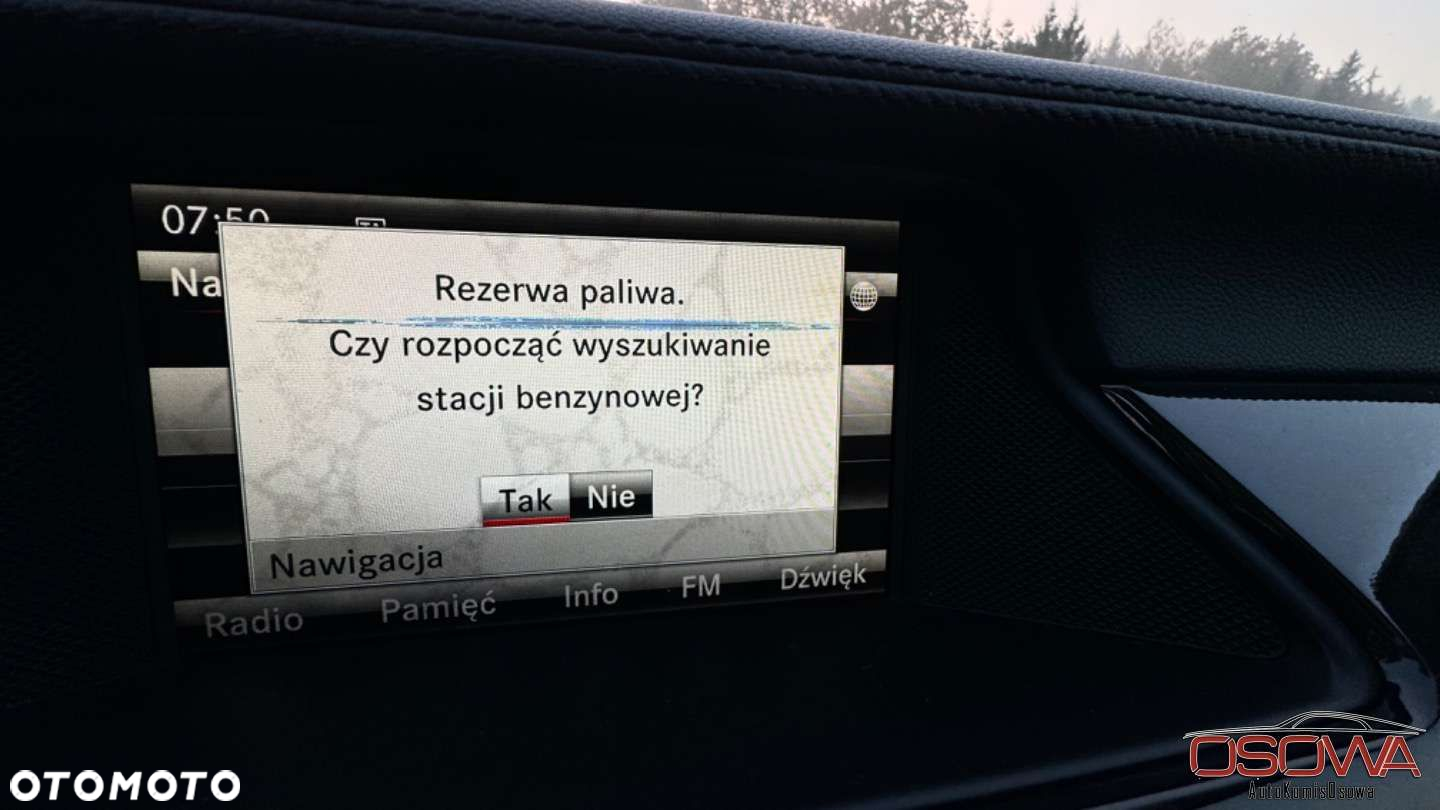 07:50
Na
Rezerwa paliwa.
Czy rozpocząć wyszukiwanie
stacji benzynowej?
Tak Nie
Nawigacja
Radio Pamięć Info FM Dźwięk
OTOMOTO
OSOWA
AutoKomisOsowa